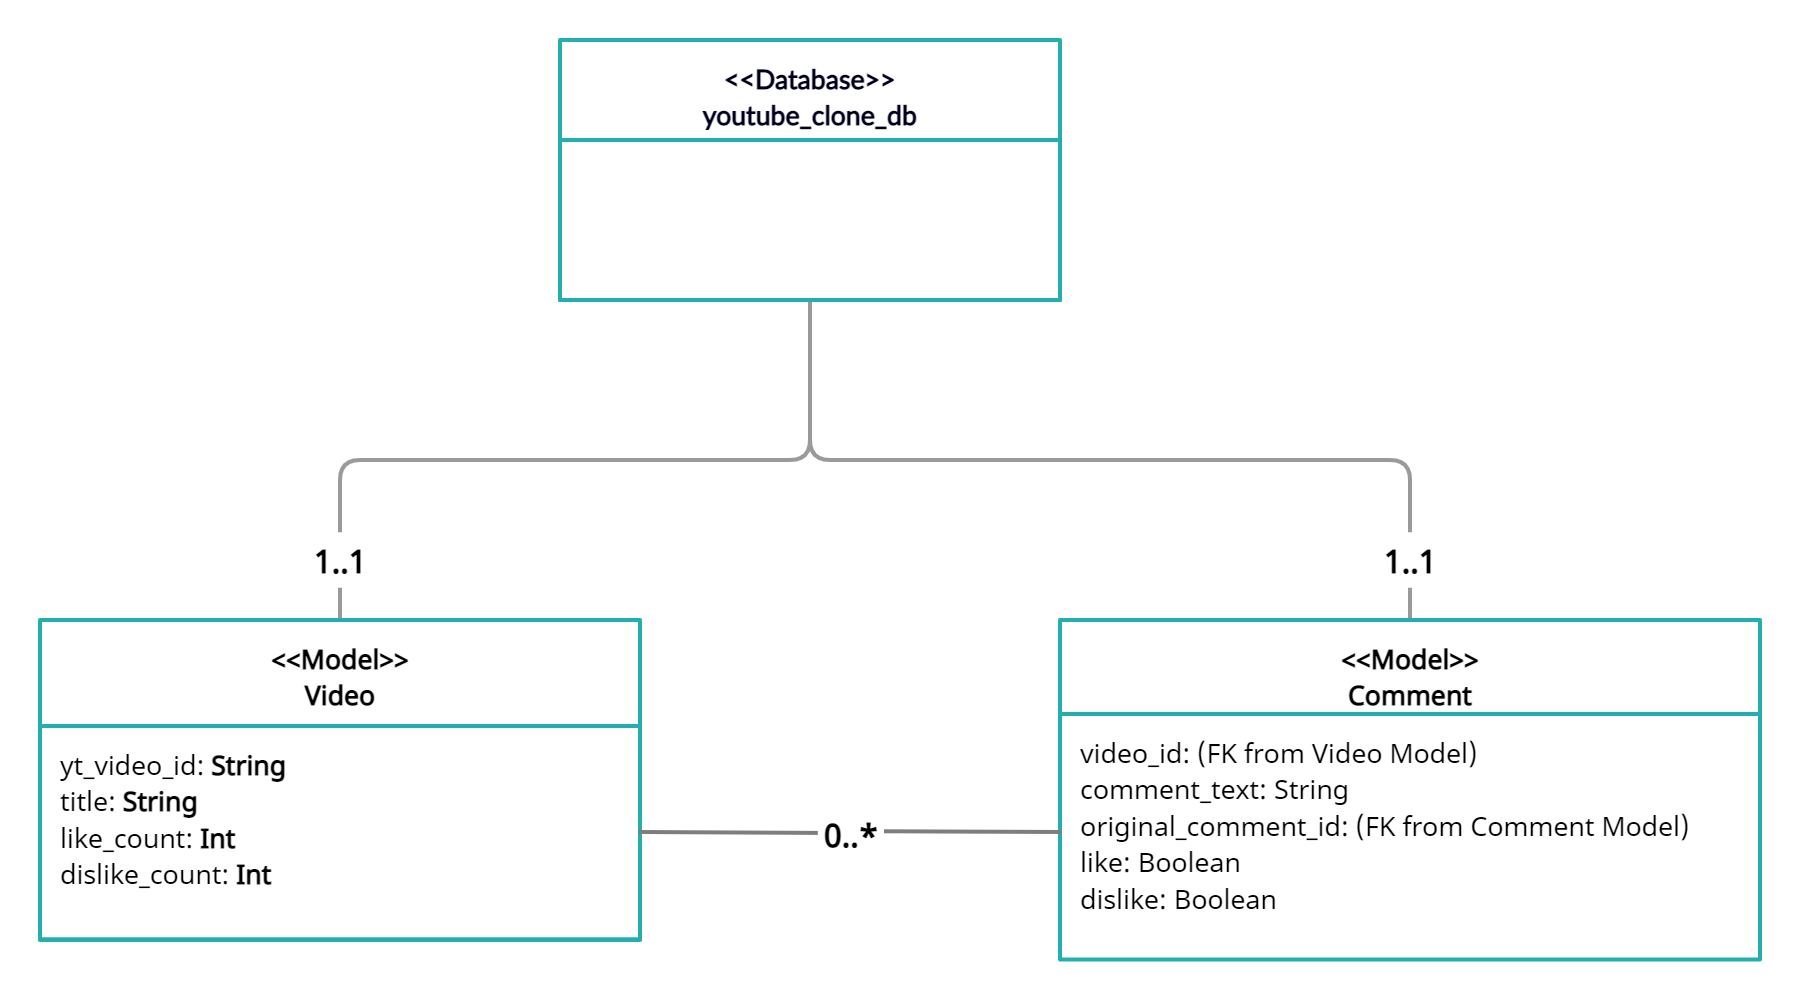 <<Database>>
youtube_clone_db
1..1
1..1
<<Model>>
Video
yt_video_id: String
title: String
like_count: Int
dislike_count: Int
0..*
<<Model>>
Comment
video_id: (FK from Video Model)
comment_text: String
original_comment_id: (FK from Comment Model)
like: Boolean
dislike: Boolean